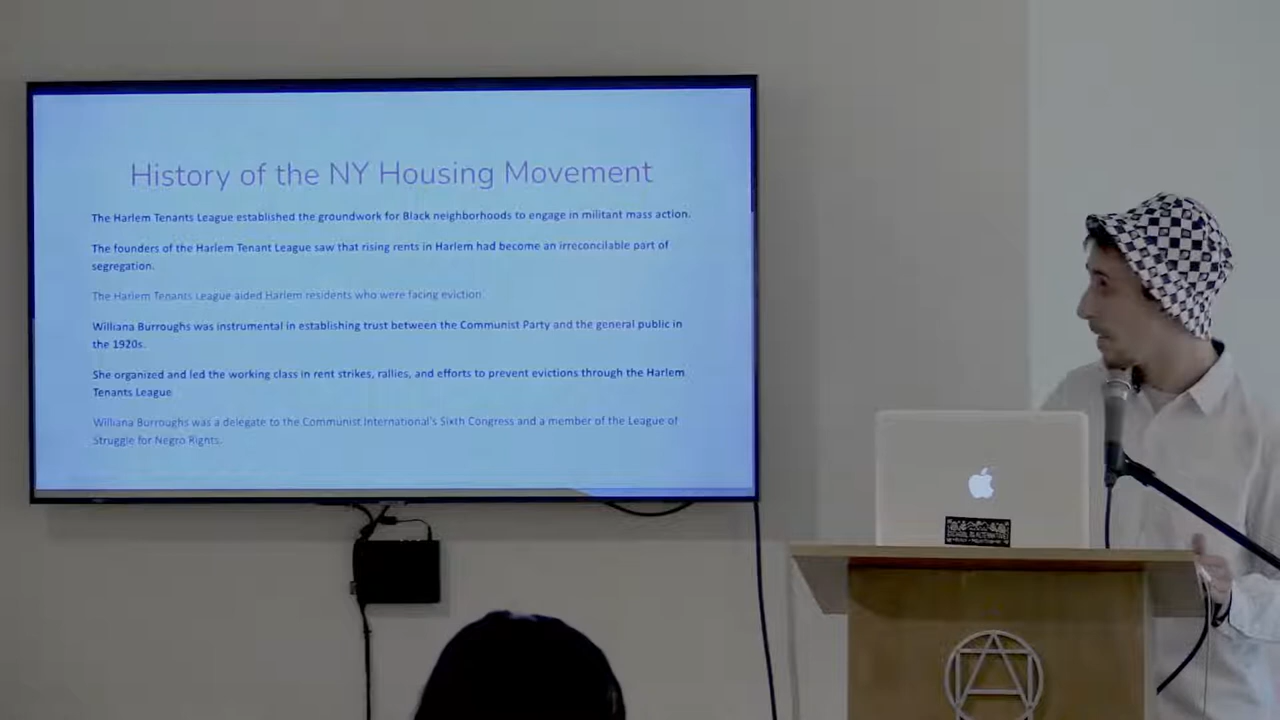 History of the NY Housing Movement
The Harlem Tenants League established the groundwork for Black neighborhoods to engage in militant mass action.
The founders of the Harlem Tenant League saw that rising rents in Harlem had become an irreconcilable part of
segregation.
The Harlem Tenants League aided Harlem residents who were facing eviction
Williana Burroughs was instrumental in establishing trust between the Communist Party and the general public in
the 1920s.
She organized and led the working class in rent strikes, rallies, and efforts to prevent evictions through the Harlem
Tenants League
Williana Burroughs was a delegate to the Communist International's Sixth Congress and a member of the League of
Struggle for Negro Rights.